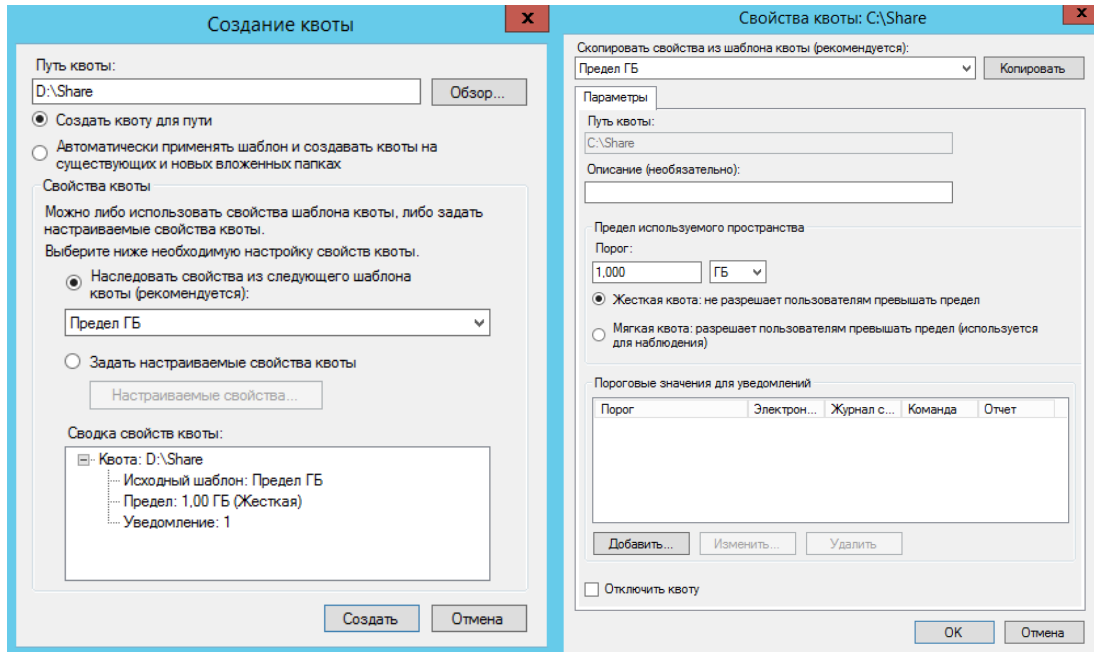 Создание квоты
x
Путь квоты:
D:\Share
Обзор...
Создать квоту для пути
Автоматически применять шаблон и создавать квоты на
существующих и новых вложенных папках
Свойства квоты
Можно либо использовать свойства шаблона квоты, либо задать
настраиваемые свойства квоты.
Выберите ниже необходимую настройку свойств квоты.
Наследовать свойства из следующего шаблона
квоты (рекомендуется):
Предел ГБ
Задать настраиваемые свойства квоты
Настраиваемые свойства...
Сводка свойств квоты:
Квота: D:\Share
Исходный шаблон: Предел ГБ
Предел: 1,00 ГБ (Жесткая)
Уведомление: 1
Создать
Отмена
Свойства квоты: C:\Share
x
Скопировать свойства из шаблона квоты (рекомендуется):
Предел ГБ
Копировать
Параметры
Путь квоты:
C:\Share
Описание (необязательно):
Предел используемого пространства
Порог:
1,000 ГБ
Жесткая квота: не разрешает пользователям превышать предел
Мягкая квота: разрешает пользователям превышать предел (используется
для наблюдения)
Пороговые значения для уведомлений
Порог Электрон... Журнал с... Команда Отчет
Добавить... Изменить... Удалить
Отключить квоту
OK Отмена